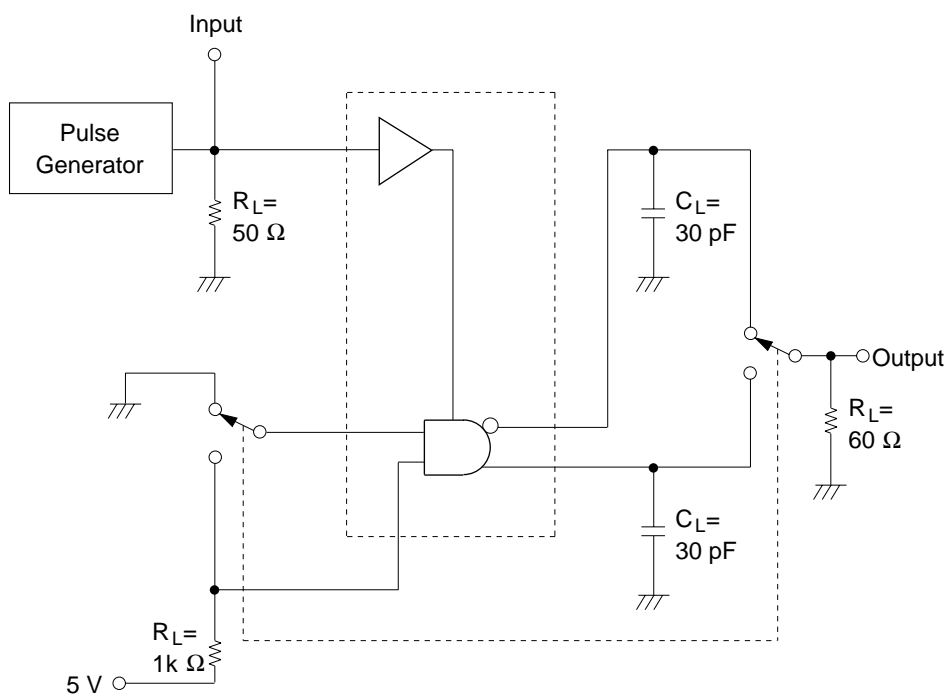 Input
Pulse
Generator
R_L=
50 Ω
C_L=
30 pF
Output
R_L=
60 Ω
C_L=
30 pF
R_L=
1k Ω
5 V